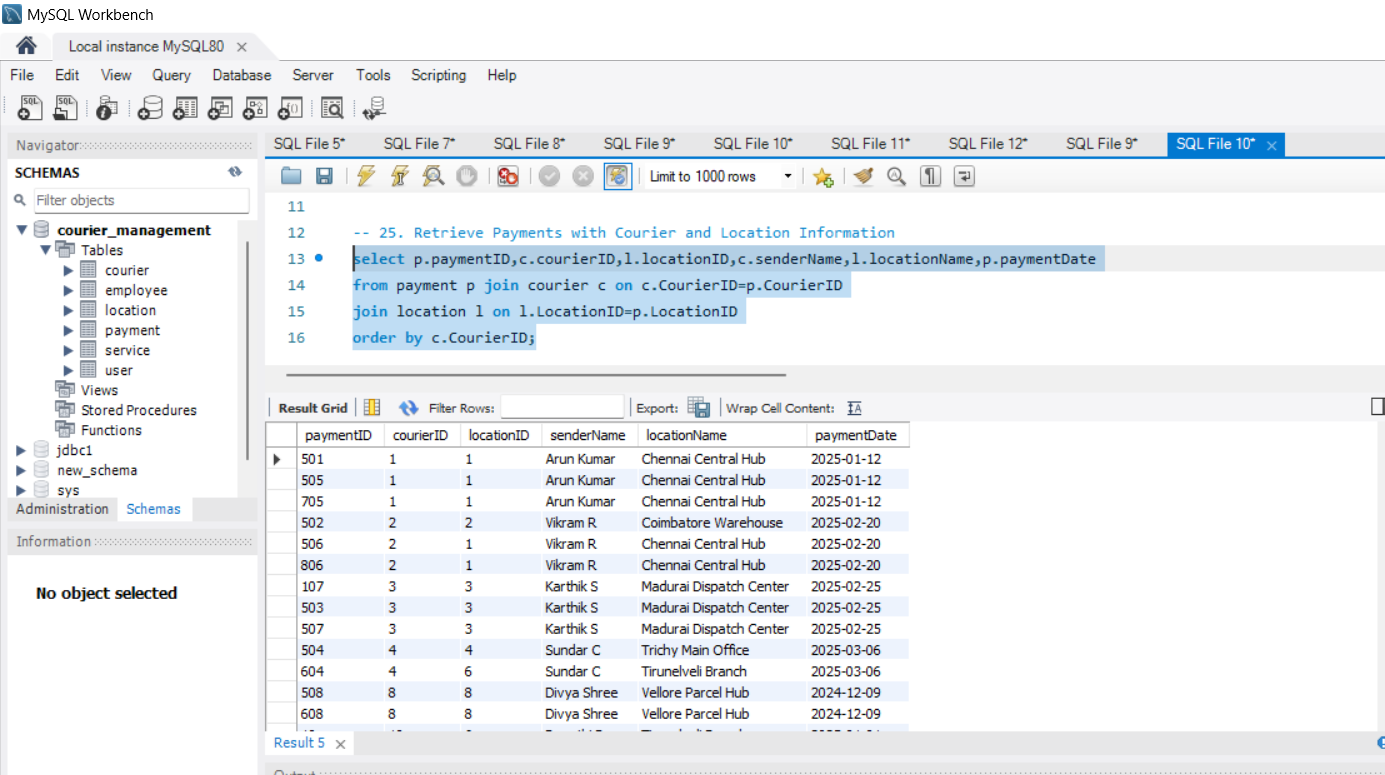 MySQL Workbench
Local instance MySQL80
File Edit View Query Database Server Tools Scripting Help
Navigator
SQL File 5* SQL File 7* SQL File 8* SQL File 9* SQL File 10* SQL File 11* SQL File 12* SQL File 9* SQL File 10*
SCHEMAS
Limit to 1000 rows
Filter objects
courier_management
Tables
courier
employee
location
payment
service
user
Views
Stored Procedures
Functions
jdbc1
new_schema
sys
Administration Schemas
Information
No object selected
11
12 -- 25. Retrieve Payments with Courier and Location Information
13 select p.paymentID,c.courierID,l.locationID,c.senderName,l.locationName,p.paymentDate
14 from payment p join courier c on c.CourierID=p.CourierID
15 join location l on l.LocationID=p.LocationID
16 order by c.CourierID;
Result Grid Filter Rows: Export: Wrap Cell Content:
paymentID courierID locationID senderName locationName paymentDate
501 1 1 Arun Kumar Chennai Central Hub 2025-01-12
505 1 1 Arun Kumar Chennai Central Hub 2025-01-12
705 1 1 Arun Kumar Chennai Central Hub 2025-01-12
502 2 2 Vikram R Coimbatore Warehouse 2025-02-20
506 2 1 Vikram R Chennai Central Hub 2025-02-20
806 2 1 Vikram R Chennai Central Hub 2025-02-20
107 3 3 Karthik S Madurai Dispatch Center 2025-02-25
503 3 3 Karthik S Madurai Dispatch Center 2025-02-25
507 3 3 Karthik S Madurai Dispatch Center 2025-02-25
504 4 4 Sundar C Trichy Main Office 2025-03-06
604 4 6 Sundar C Tirunelveli Branch 2025-03-06
508 8 8 Divya Shree Vellore Parcel Hub 2024-12-09
608 8 8 Divya Shree Vellore Parcel Hub 2024-12-09
Result 5
Output